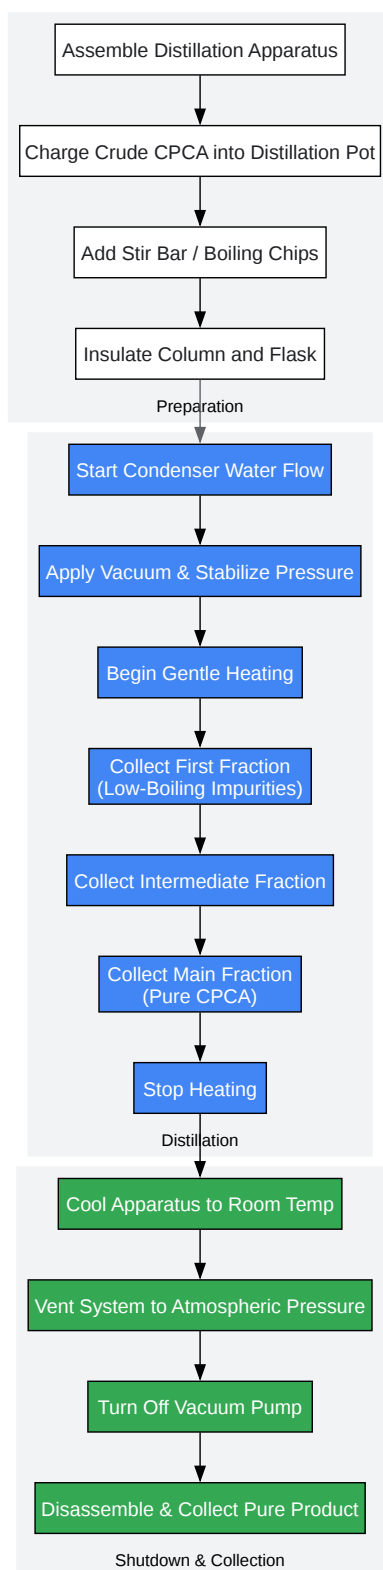 Assemble Distillation Apparatus
Charge Crude CPCA into Distillation Pot
Add Stir Bar / Boiling Chips
Insulate Column and Flask
Preparation
Start Condenser Water Flow
Apply Vacuum & Stabilize Pressure
Begin Gentle Heating
Collect First Fraction
(Low-Boiling Impurities)
Collect Intermediate Fraction
Collect Main Fraction
(Pure CPCA)
Stop Heating
Distillation
Cool Apparatus to Room Temp
Vent System to Atmospheric Pressure
Turn Off Vacuum Pump
Disassemble & Collect Pure Product
Shutdown & Collection